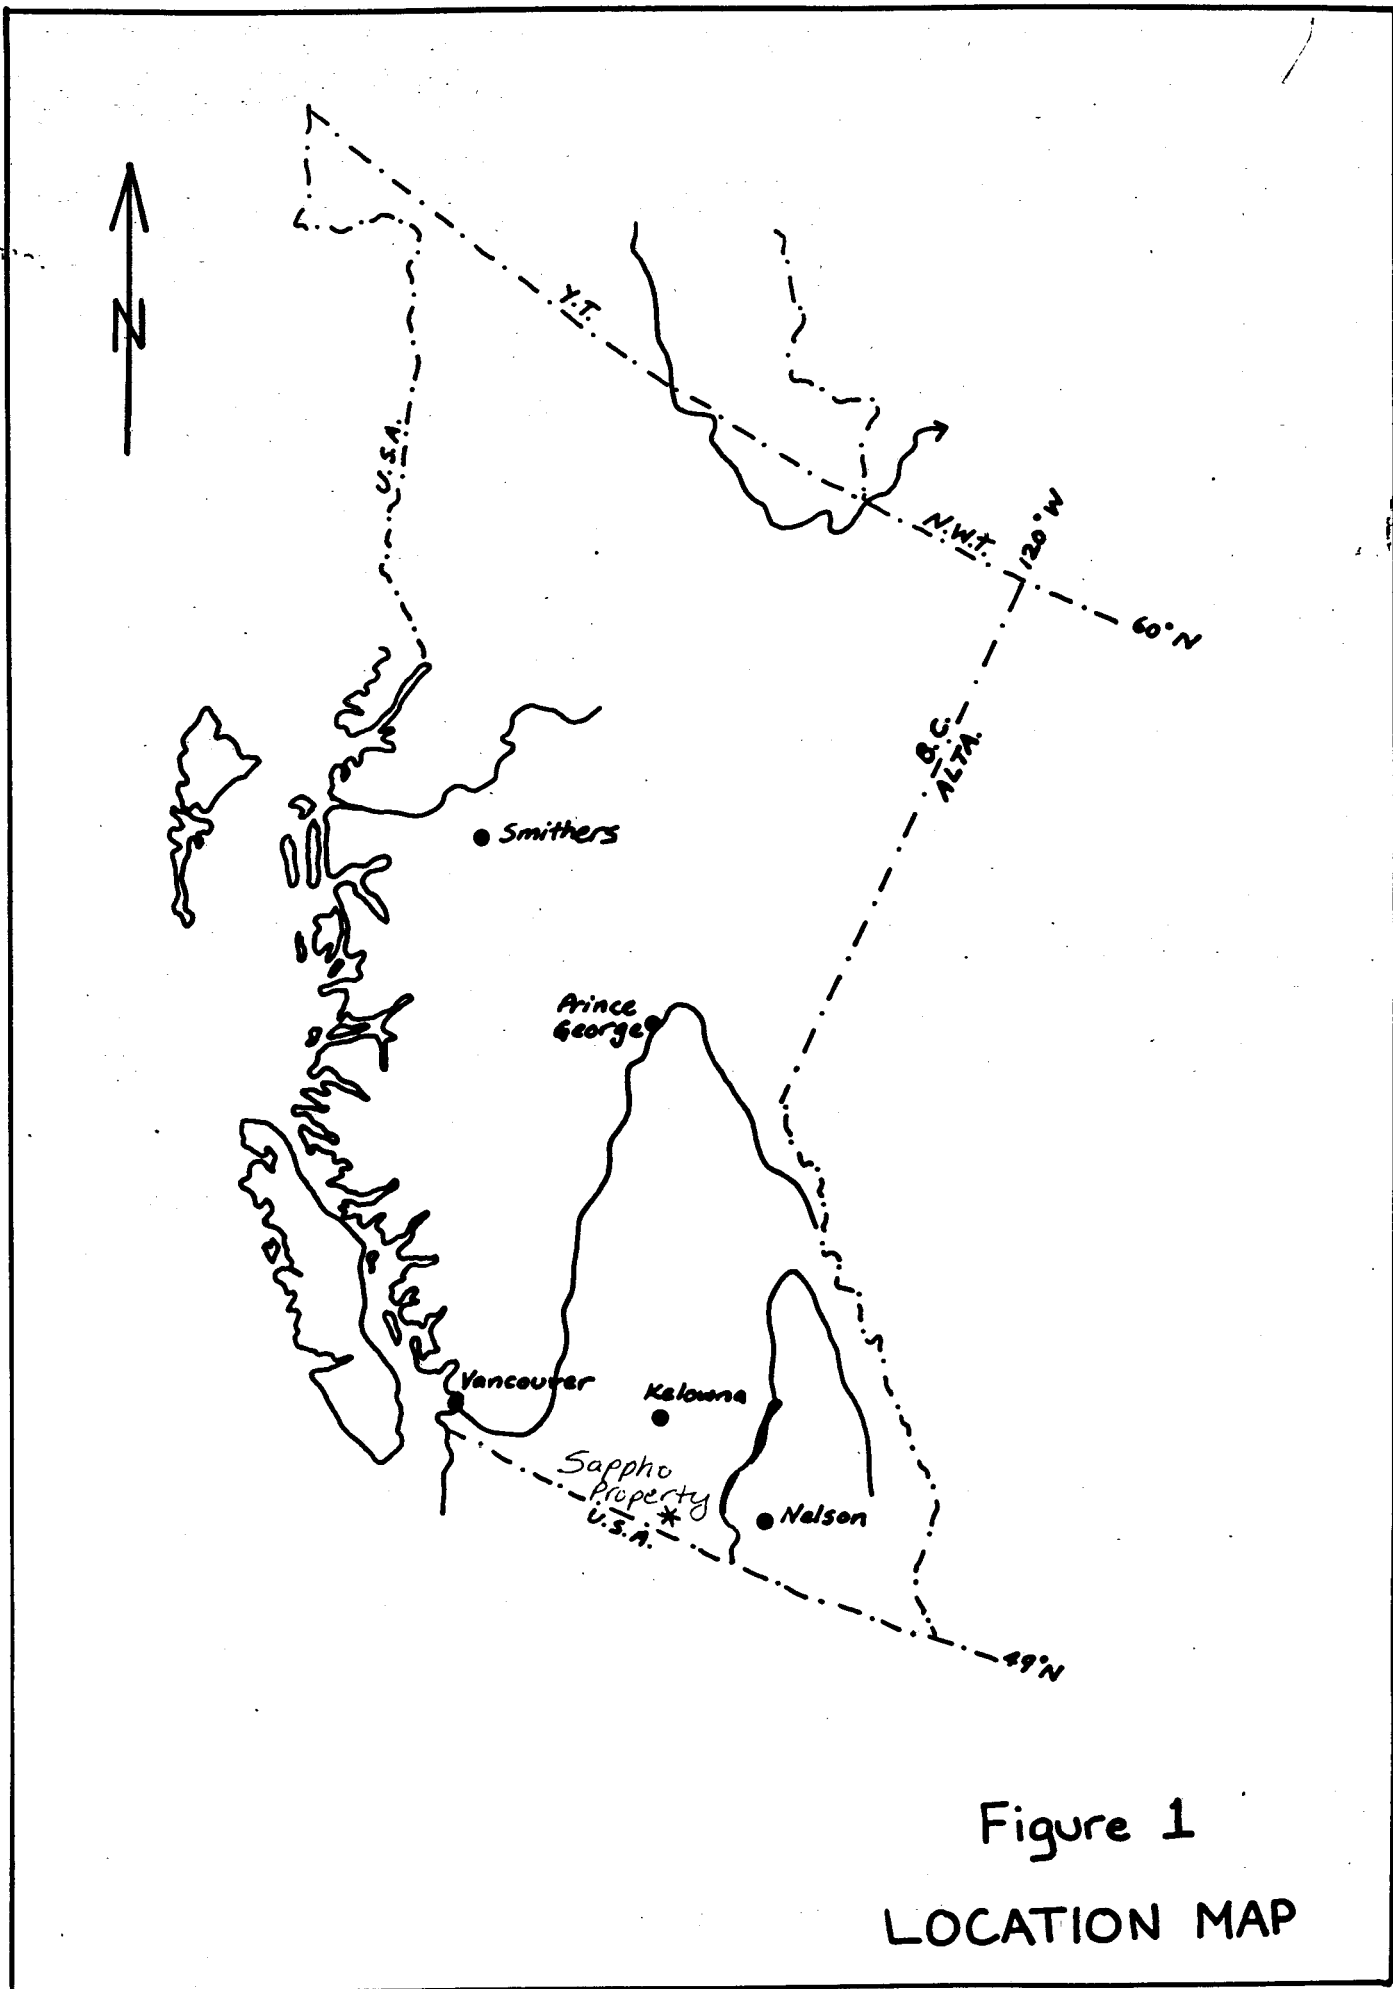 N
Y.T.
U.S.A.
N.W.T.
120°W
60°N
B.C.
ALTA.
Smithers
Prince
George
Vancouver
Kelowna
Sappho
Property
*
U.S.A.
Nelson
49°N
Figure 1
LOCATION MAP